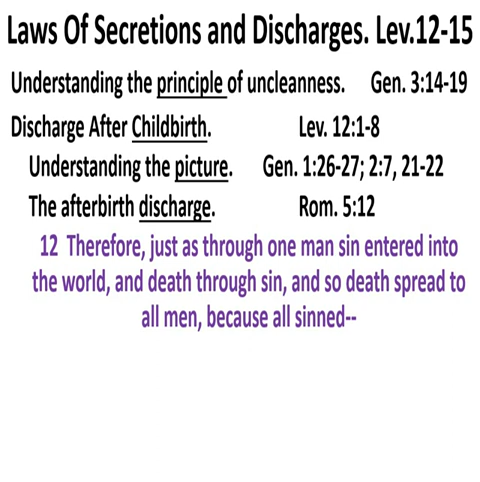 Laws Of Secretions and Discharges. Lev.12-15
Understanding the principle of uncleanness. Gen. 3:14-19
Discharge After Childbirth. Lev. 12:1-8
Understanding the picture. Gen. 1:26-27; 2:7, 21-22
The afterbirth discharge. Rom. 5:12
12 Therefore, just as through one man sin entered into
the world, and death through sin, and so death spread to
all men, because all sinned--